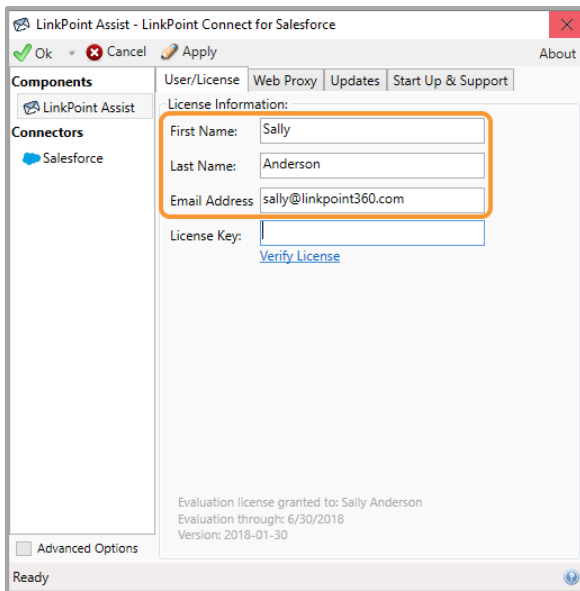 LinkPoint Assist - LinkPoint Connect for Salesforce
Ok Cancel Apply About
Components
LinkPoint Assist
Connectors
Salesforce
User/License Web Proxy Updates Start Up & Support
License Information:
First Name: Sally
Last Name: Anderson
Email Address sally@linkpoint360.com
License Key:
Verify License
Evaluation license granted to: Sally Anderson
Evaluation through: 6/30/2018
Version: 2018-01-30
Advanced Options
Ready